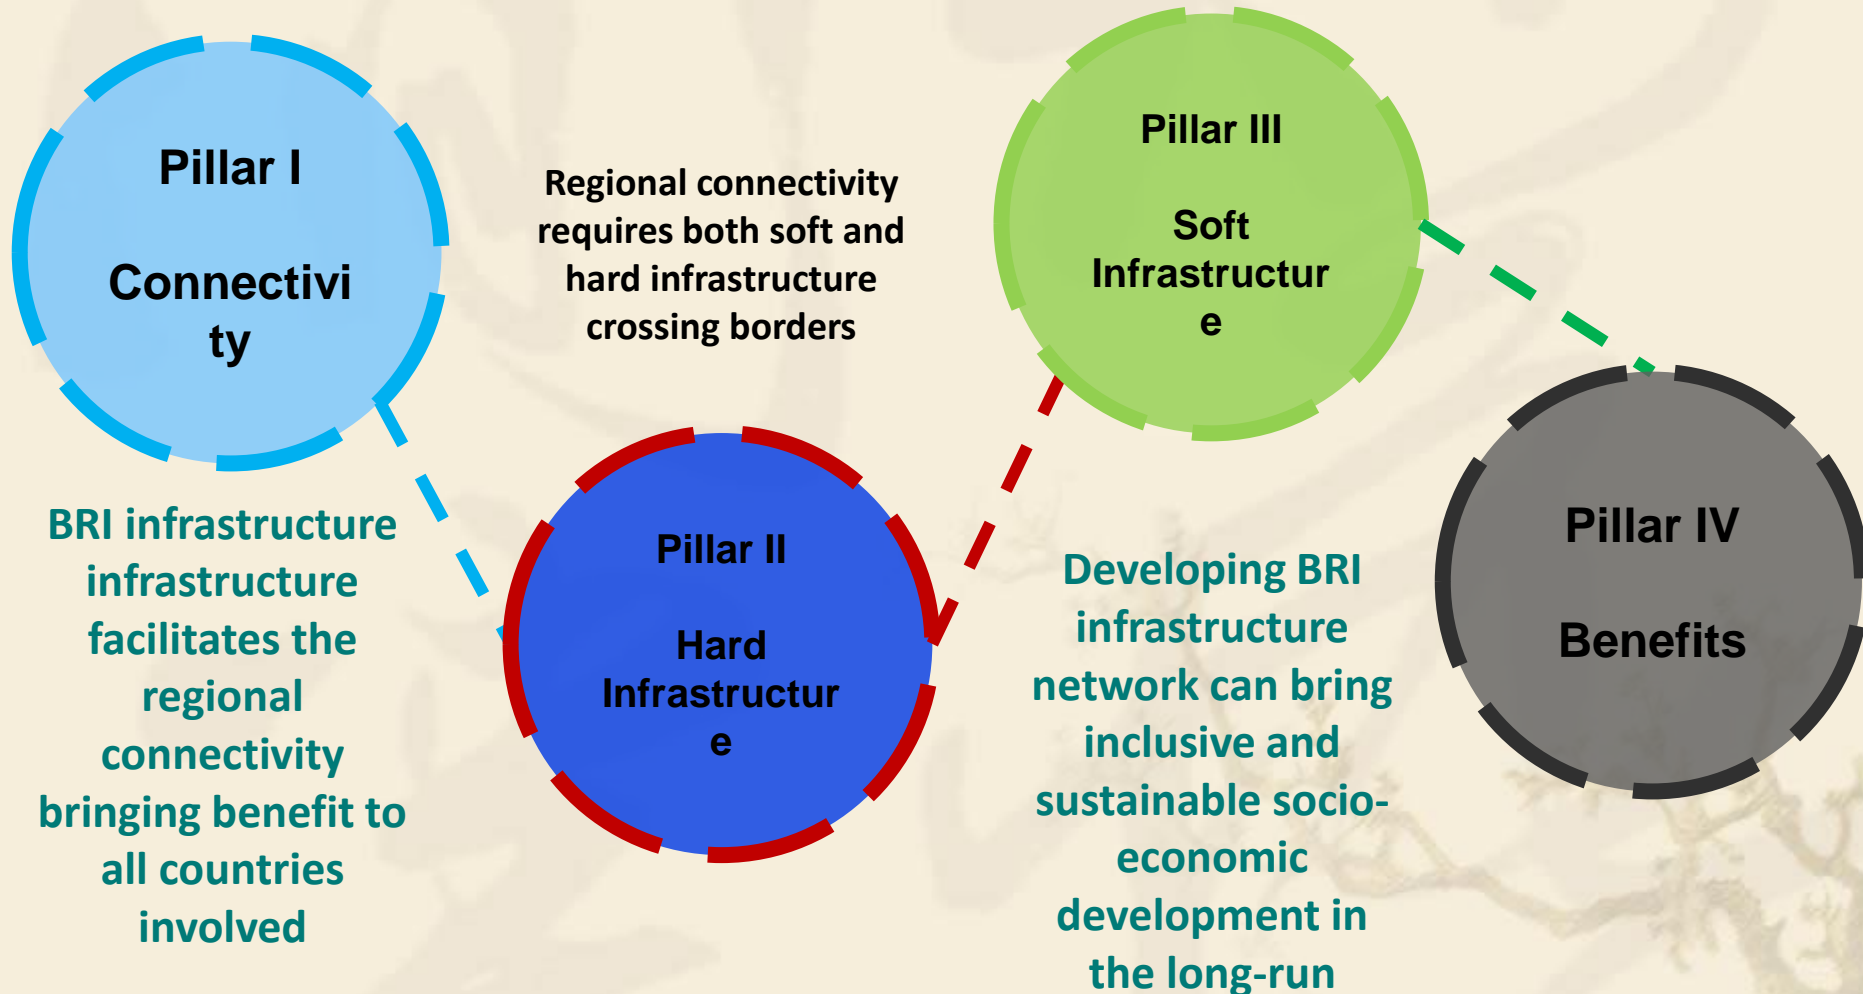 Pillar I
Connectivi
ty
BRI infrastructure
infrastructure
facilitates the
regional
connectivity
bringing benefit to
all countries
involved
Regional connectivity
requires both soft and
hard infrastructure
crossing borders
Pillar II
Hard
Infrastructur
e
Pillar III
Soft
Infrastructur
e
Developing BRI
infrastructure
network can bring
inclusive and
sustainable socio-
economic
development in
the long-run
Pillar IV
Benefits